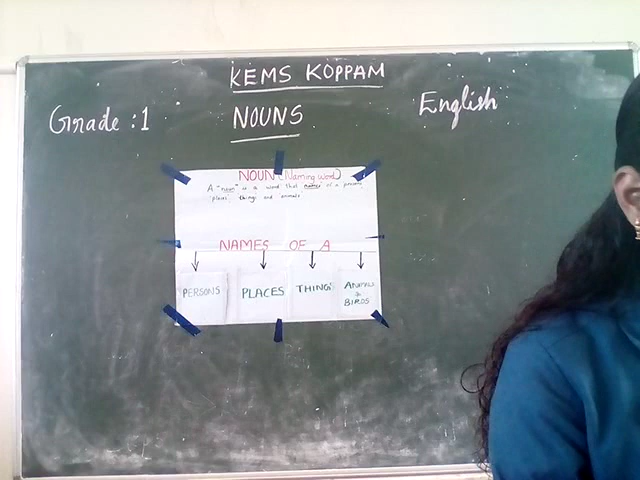 KEMS KOPPAM
Grade : 1 NOUNS English
NOUN (Naming Word)
A "noun" is a word that names of a persons
places things and animals
NAMES OF A
PERSONS PLACES THINGS ANIMALS
&
BIRDS